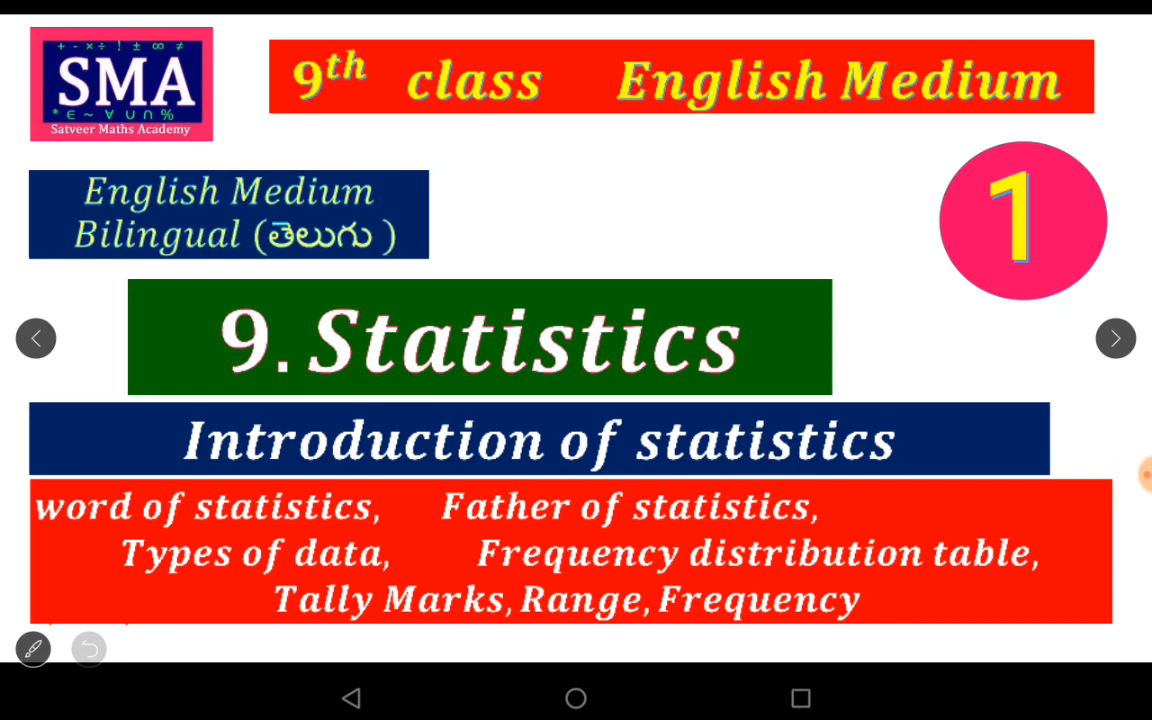 + - × ÷ ! ± ∞ ≠
SMA
* ∈ ~ ∀ ∪ ∩ %
Satveer Maths Academy
9th class English Medium
English Medium
Bilingual (తెలుగు )
1
9. Statistics
Introduction of statistics
word of statistics, Father of statistics,
Types of data, Frequency distribution table,
Tally Marks, Range, Frequency